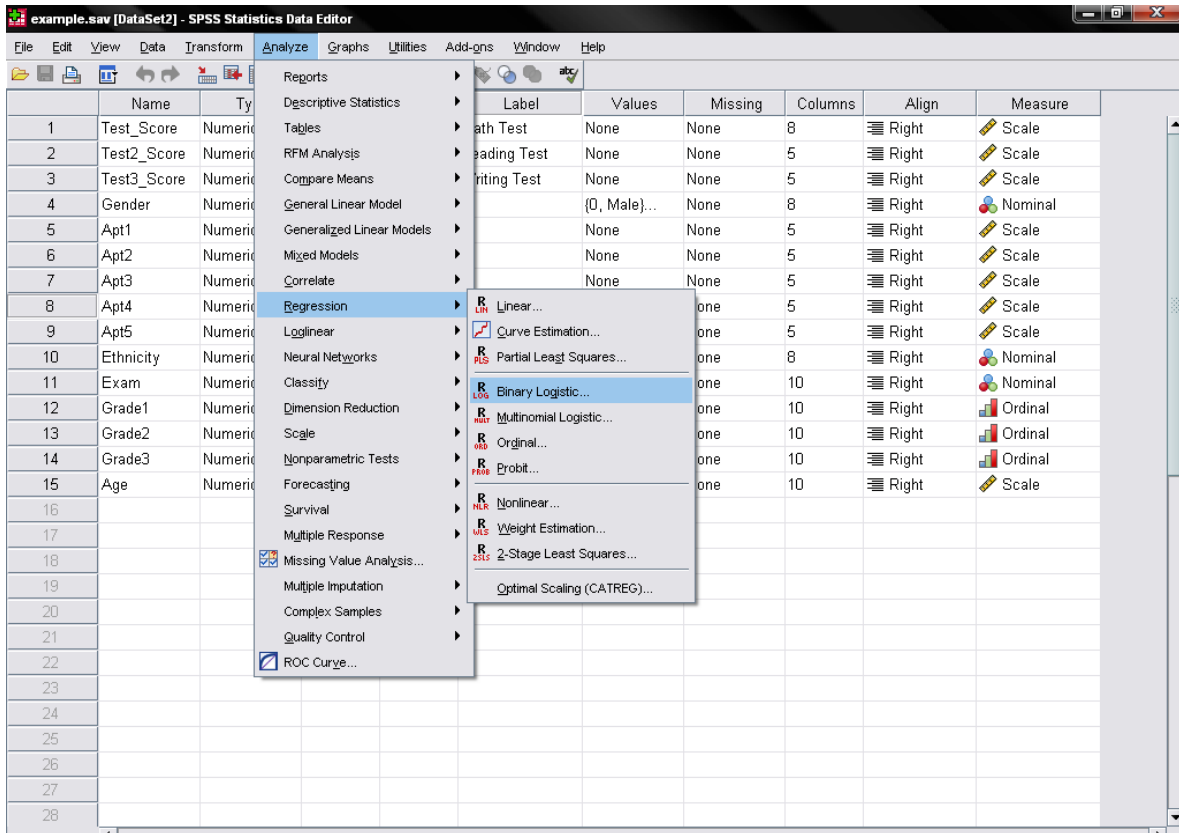 example.sav [DataSet2] - SPSS Statistics Data Editor
File Edit View Data Transform Analyze Graphs Utilities Add-ons Window Help
Name Ty Label Values Missing Columns Align Measure
1 Test_Score Numeric ath Test None None 8 Right Scale
2 Test2_Score Numeric eading Test None None 5 Right Scale
3 Test3_Score Numeric riting Test None None 5 Right Scale
4 Gender Numeric {0, Male}... None 8 Right Nominal
5 Apt1 Numeric None None 5 Right Scale
6 Apt2 Numeric None None 5 Right Scale
7 Apt3 Numeric None None 5 Right Scale
8 Apt4 Numeric one 5 Right Scale
9 Apt5 Numeric one 5 Right Scale
10 Ethnicity Numeric one 8 Right Nominal
11 Exam Numeric one 10 Right Nominal
12 Grade1 Numeric one 10 Right Ordinal
13 Grade2 Numeric one 10 Right Ordinal
14 Grade3 Numeric one 10 Right Ordinal
15 Age Numeric one 10 Right Scale
16
17
18
19
20
21
22
23
24
25
26
27
28
Reports
Descriptive Statistics
Tables
RFM Analysis
Compare Means
General Linear Model
Generalized Linear Models
Mixed Models
Correlate
Regression
Loglinear
Neural Networks
Classify
Dimension Reduction
Scale
Nonparametric Tests
Forecasting
Survival
Multiple Response
Missing Value Analysis...
Multiple Imputation
Complex Samples
Quality Control
ROC Curve...
R LIN Linear...
Curve Estimation...
R PLS Partial Least Squares...
R LOG Binary Logistic...
R MULT Multinomial Logistic...
R ORD Ordinal...
R PROB Probit...
R NLR Nonlinear...
R WLS Weight Estimation...
R 2SLS 2-Stage Least Squares...
Optimal Scaling (CATREG)...